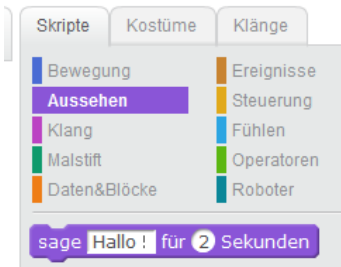 Skripte Kostüme Klänge
Bewegung Ereignisse
Aussehen Steuerung
Klang Fühlen
Malstift Operatoren
Daten&Blöcke Roboter
sage Hallo ! für 2 Sekunden